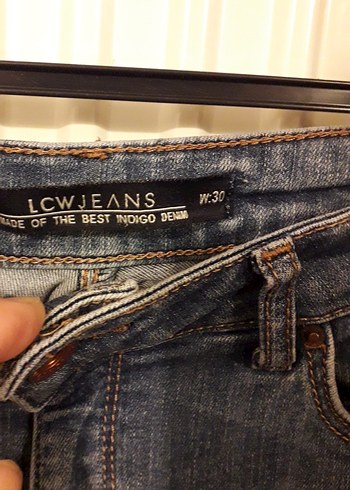 LCWJEANS W:30
MADE OF THE BEST INDIGO DENIM